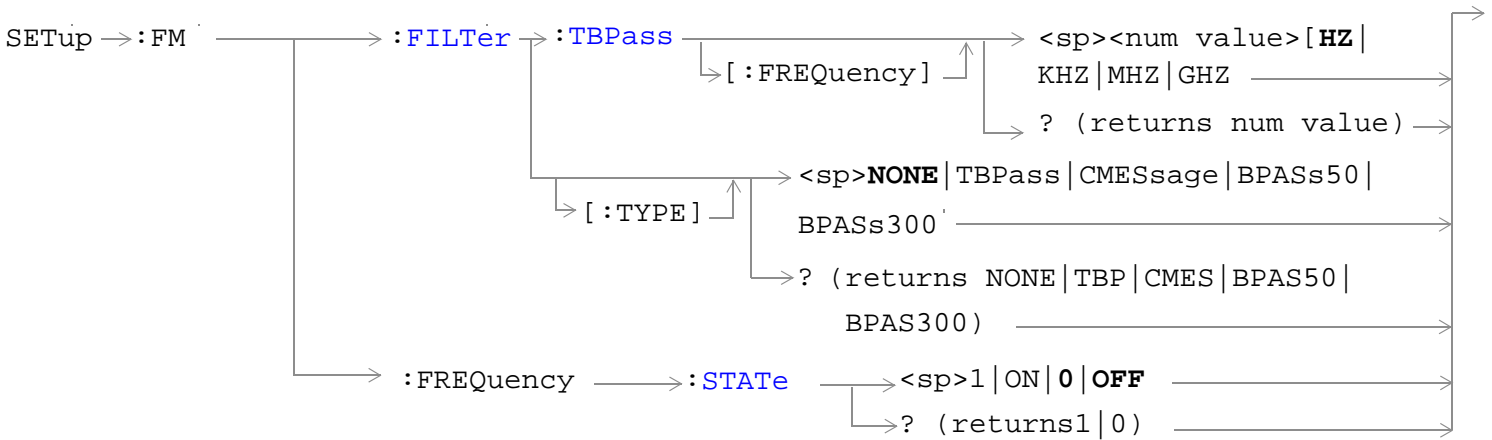 SETup :FM :FILTer :TBPass <sp><num value>[HZ|
[:FREQuency] KHZ|MHZ|GHZ
? (returns num value)
<sp>NONE|TBPass|CMESsage|BPASs50|
[:TYPE] BPASs300
? (returns NONE|TBP|CMES|BPAS50|
BPAS300)
:FREQuency :STATe <sp>1|ON|0|OFF
? (returns1|0)